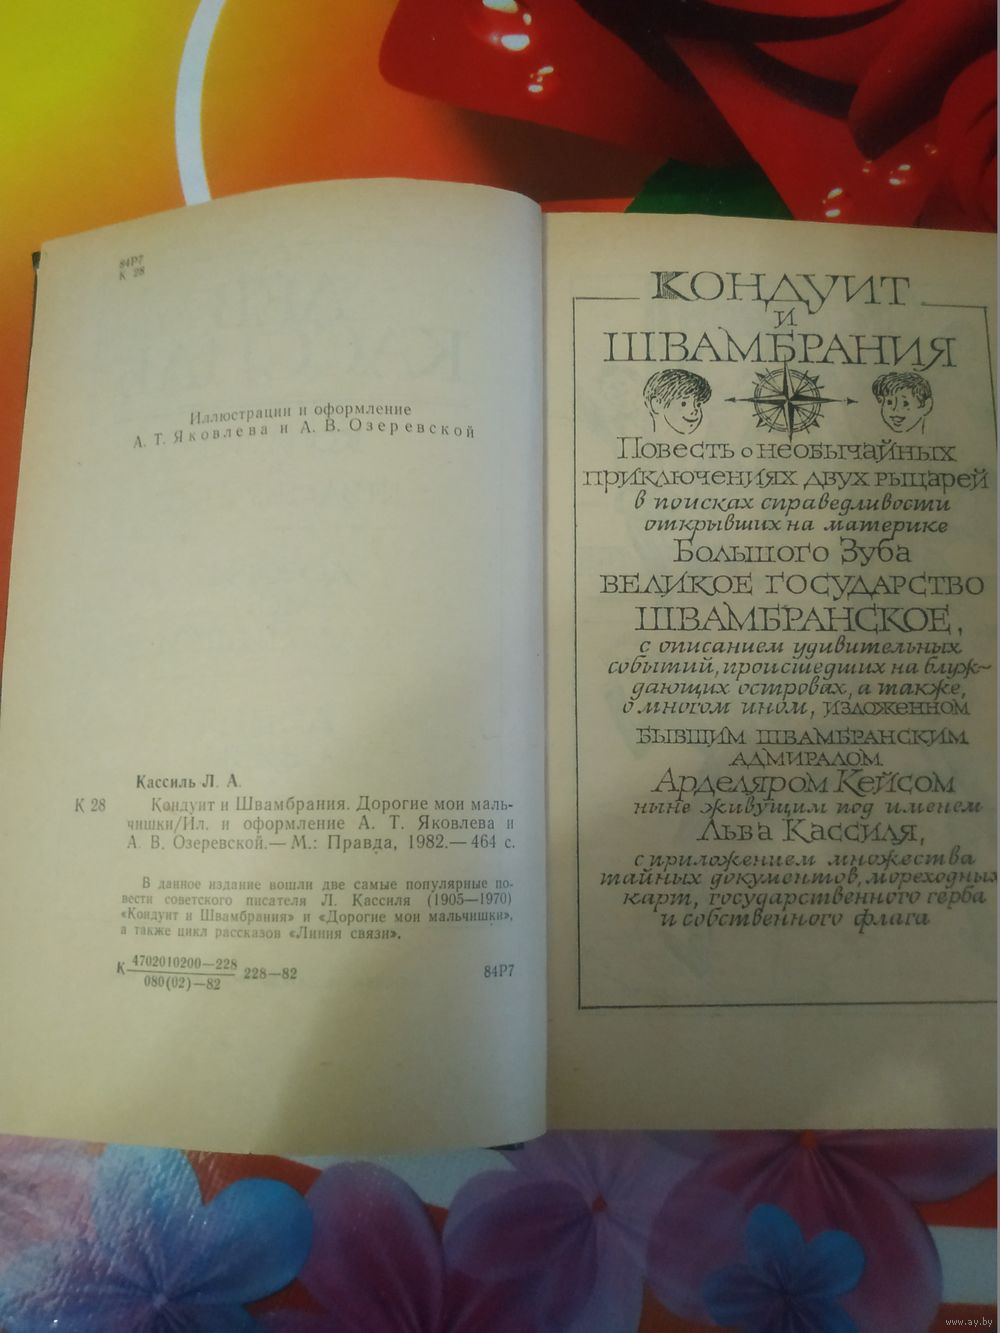 84Р7
К 28
Иллюстрации и оформление
А. Т. Яковлева и А. В. Озеревской
Кассиль Л. А.
К 28 Кондуит и Швамбрания. Дорогие мои маль-
чишки/Ил. и оформление А. Т. Яковлева и
А. В. Озеревской.— М.: Правда, 1982.— 464 с.
В данное издание вошли две самые популярные по-
вести советского писателя Л. Кассиля (1905—1970)
«Кондуит и Швамбрания» и «Дорогие мои мальчишки»,
а также цикл рассказов «Линия связи».
К 4702010200—228 228—82 84Р7
080(02)—82
КОНДУИТ
И
ШВАМБРАНИЯ
Повесть о необычайных
приключениях двух рыцарей
в поисках справедливости
открывших на материке
Большого Зуба
ВЕЛИКОЕ ГОСУДАРСТВО
ШВАМБРАНСКОЕ,
с описанием удивительных
событий, происшедших на блуж-
дающих островах, а также,
о многом ином, изложенном
БЫВШИМ ШВАМБРАНСКИМ
АДМИРАЛОМ
Арделяром Кейсом
ныне живущим под именем
Льва Кассиля,
с приложением множества
тайных документов, мореходных
карт, государственного герба
и собственного флага
www.ay.by